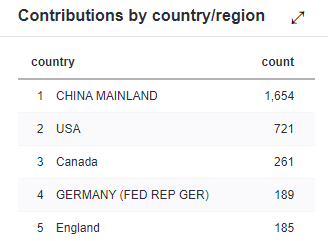 Contributions by country/region
country count
1 CHINA MAINLAND 1,654
2 USA 721
3 Canada 261
4 GERMANY (FED REP GER) 189
5 England 185